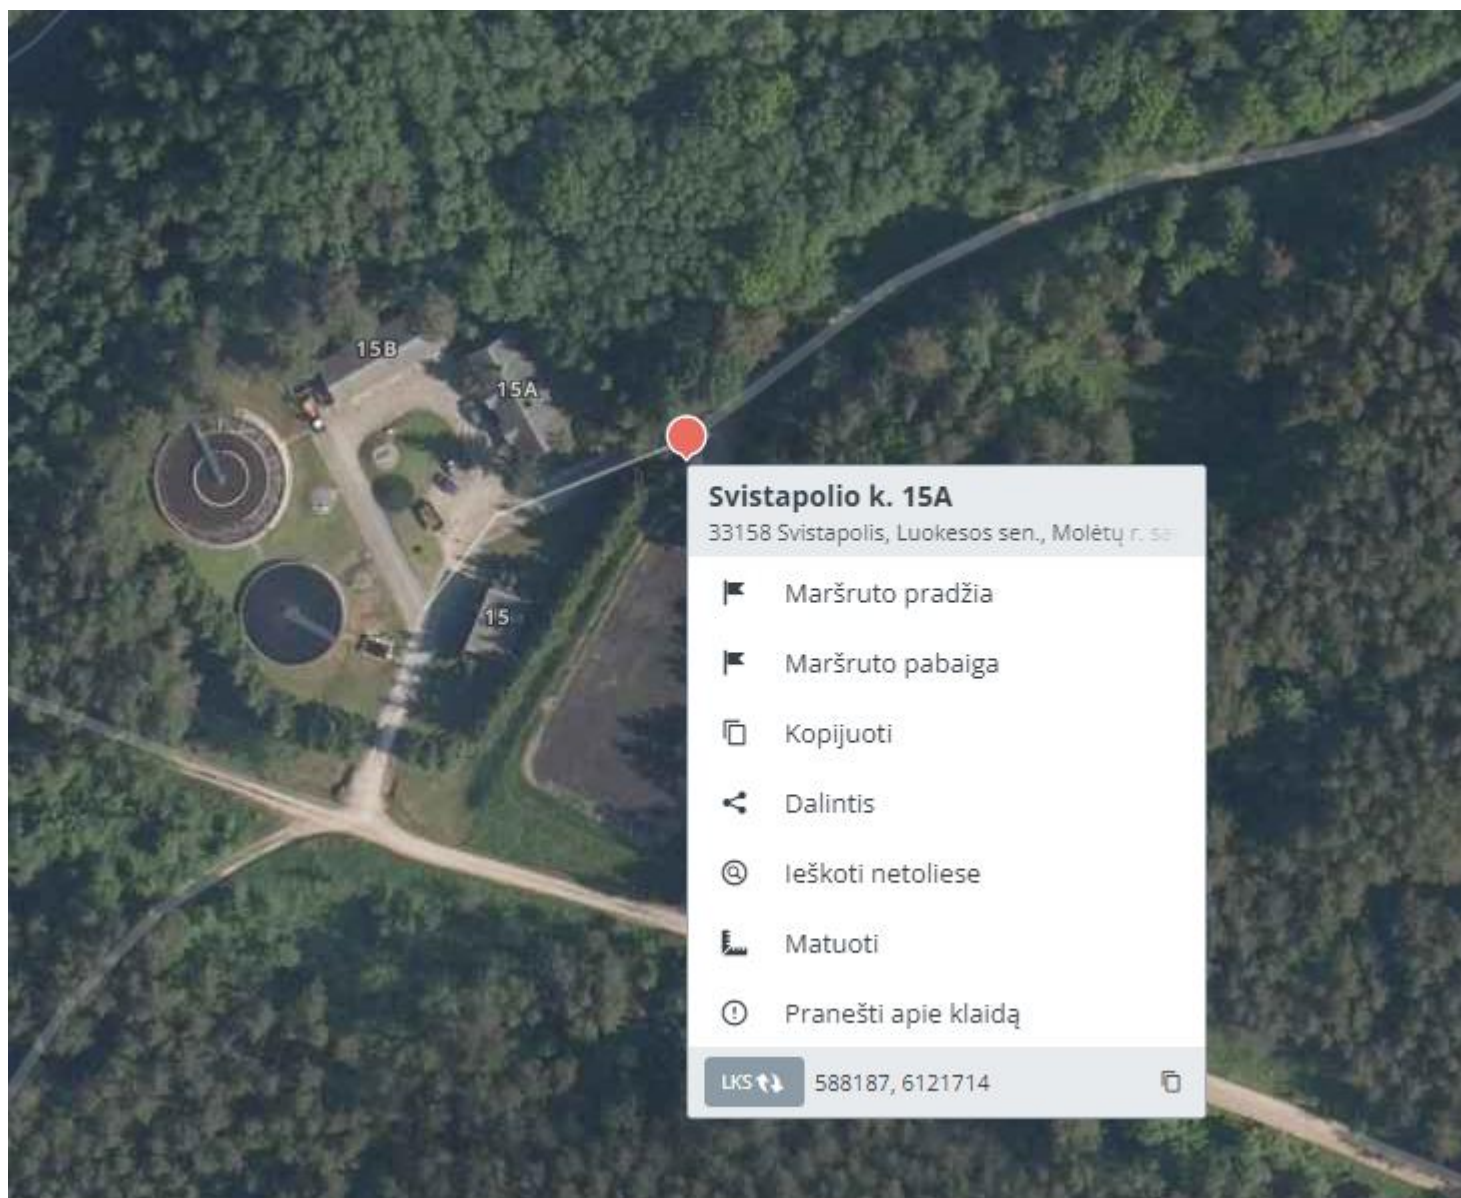 15B
15A
Svistapolio k. 15A
33158 Svistapolis, Luokesos sen., Molėtų r.
Maršruto pradžia
Maršruto pabaiga
15
Kopijuoti
Dalintis
Ieškoti netoliese
Matuoti
Pranešti apie klaidą
LKS 588187, 6121714